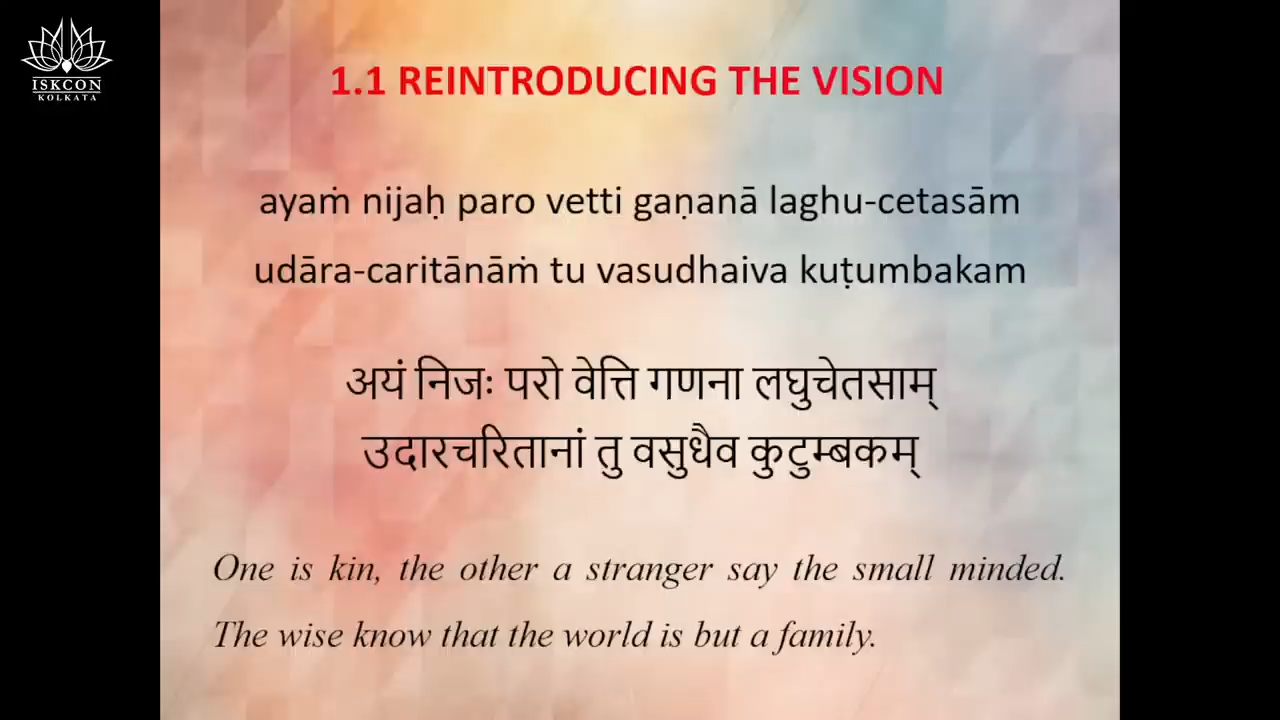 ISKCON
KOLKATA
1.1 REINTRODUCING THE VISION
ayaṁ nijaḥ paro vetti gaṇanā laghu-cetasām
udāra-caritānāṁ tu vasudhaiva kuṭumbakam
अयं निजः परो वेत्ति गणना लघुचेतसाम्
उदारचरितानां तु वसुधैव कुटुम्बकम्
One is kin, the other a stranger say the small minded.
The wise know that the world is but a family.